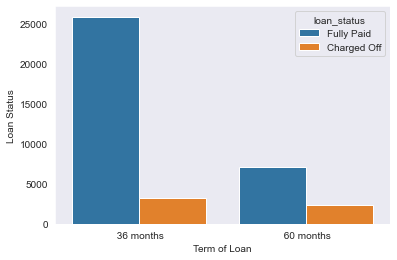 loan_status
Fully Paid
Charged Off
25000
20000
15000
10000
5000
0
Loan Status
36 months
60 months
Term of Loan